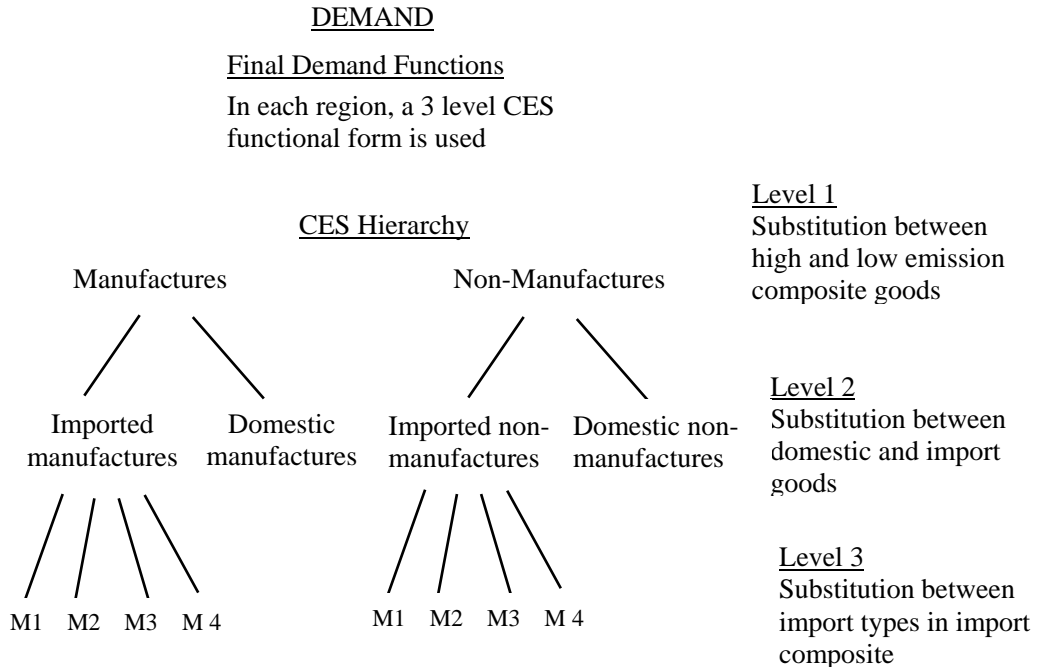 DEMAND
Final Demand Functions
In each region, a 3 level CES
functional form is used
CES Hierarchy
Level 1
Substitution between
high and low emission
composite goods
Manufactures
Non-Manufactures
Level 2
Substitution between
domestic and import
goods
Imported
manufactures
Domestic
manufactures
Imported non-
manufactures
Domestic non-
manufactures
Level 3
Substitution between
import types in import
composite
M1 M2 M3 M 4
M1 M2 M3 M 4